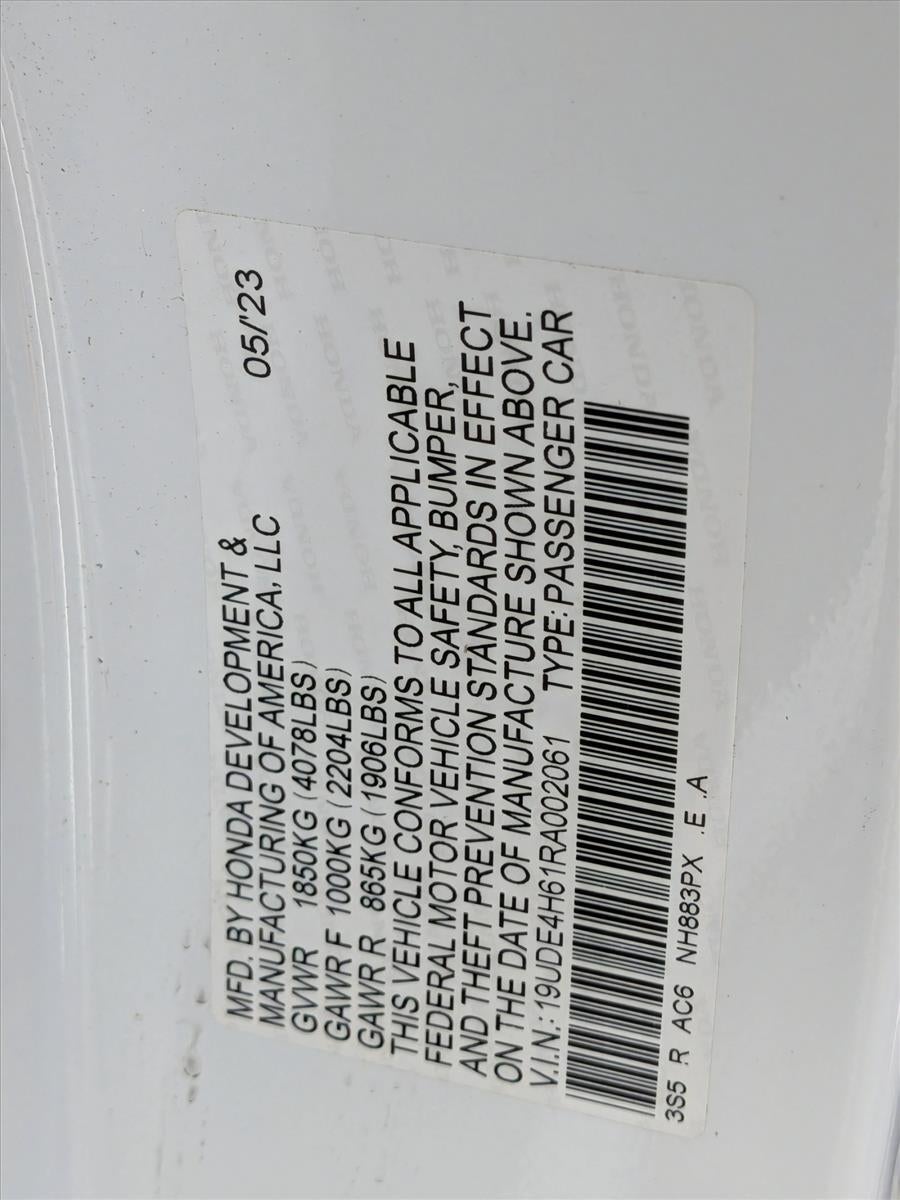 MFD. BY HONDA DEVELOPMENT &
MANUFACTURING OF AMERICA, LLC 05/'23
GVWR 1850KG (4078LBS)
GAWR F 1000KG (2204LBS)
GAWR R 865KG (1906LBS)
THIS VEHICLE CONFORMS TO ALL APPLICABLE
FEDERAL MOTOR VEHICLE SAFETY, BUMPER,
AND THEFT PREVENTION STANDARDS IN EFFECT
ON THE DATE OF MANUFACTURE SHOWN ABOVE.
V.I.N.: 19UDE4H61RA002061 TYPE: PASSENGER CAR
3S5 .R AC6 NH883PX .E .A